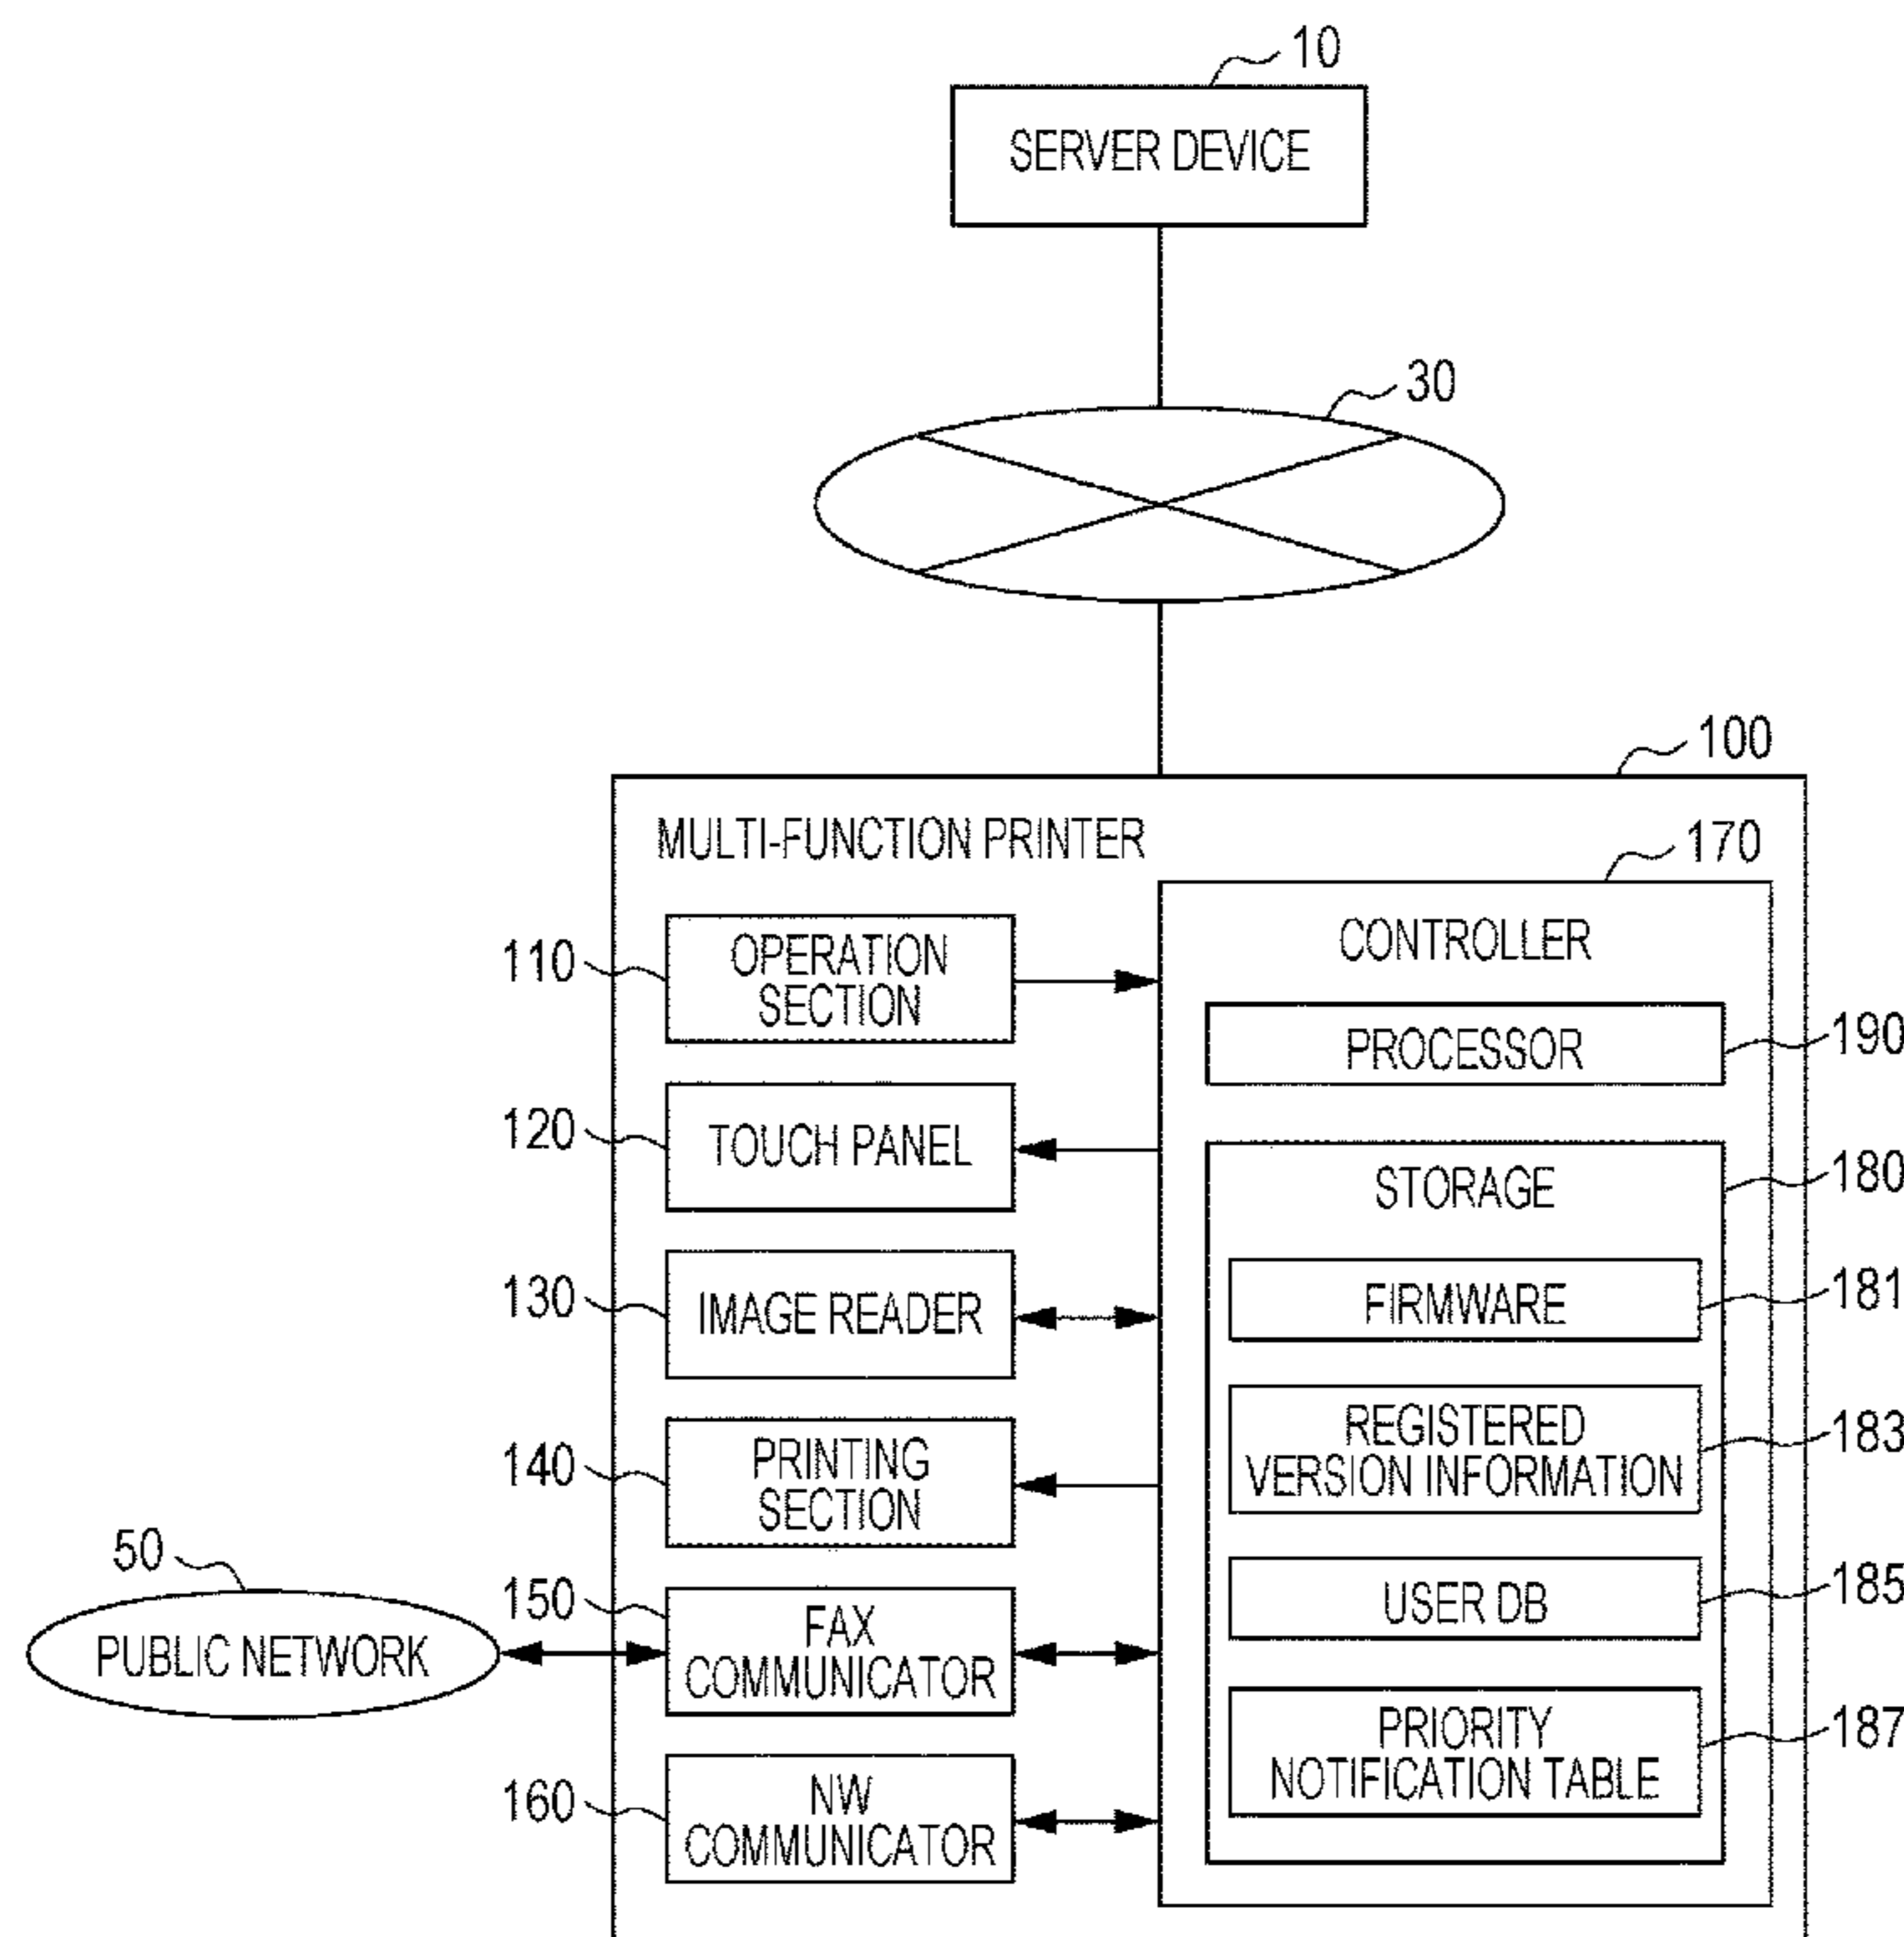 10
SERVER DEVICE
30
100
MULTI-FUNCTION PRINTER
170
CONTROLLER
110
OPERATION
SECTION
PROCESSOR
190
120
TOUCH PANEL
STORAGE
180
130
IMAGE READER
FIRMWARE
181
140
PRINTING
SECTION
REGISTERED
VERSION INFORMATION
183
50
PUBLIC NETWORK
150
FAX
COMMUNICATOR
USER DB
185
160
NW
COMMUNICATOR
PRIORITY
NOTIFICATION TABLE
187